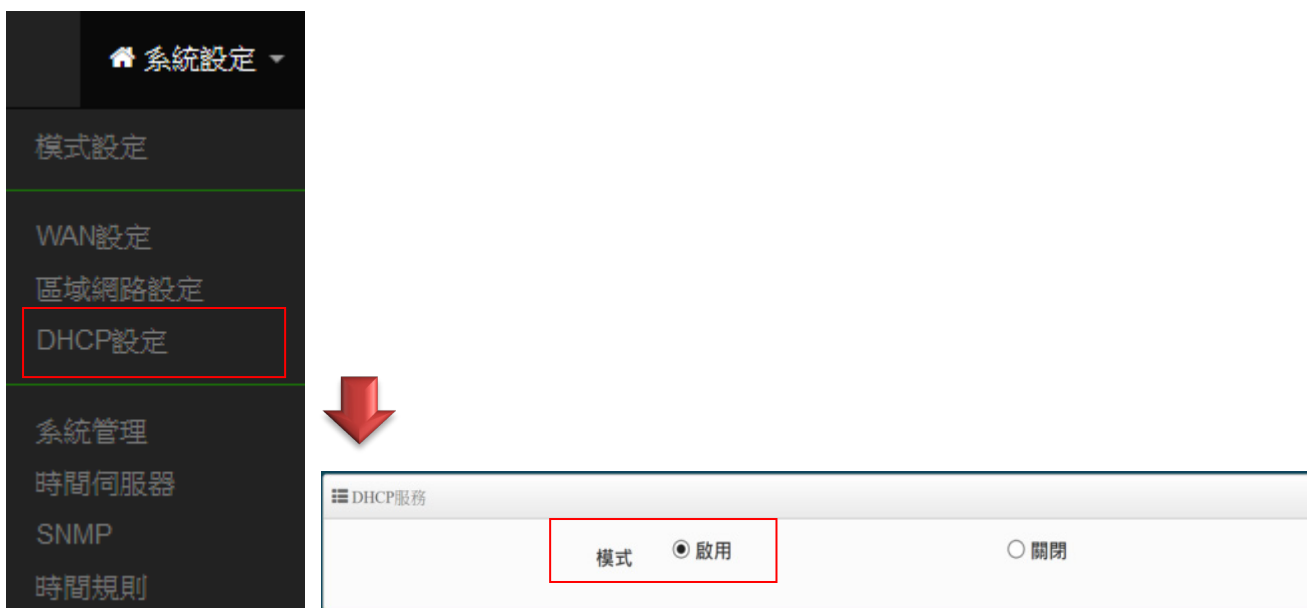 系統設定
模式設定
WAN設定
區域網路設定
DHCP設定
系統管理
時間伺服器
SNMP
時間規則
DHCP服務
模式 啟用 關閉